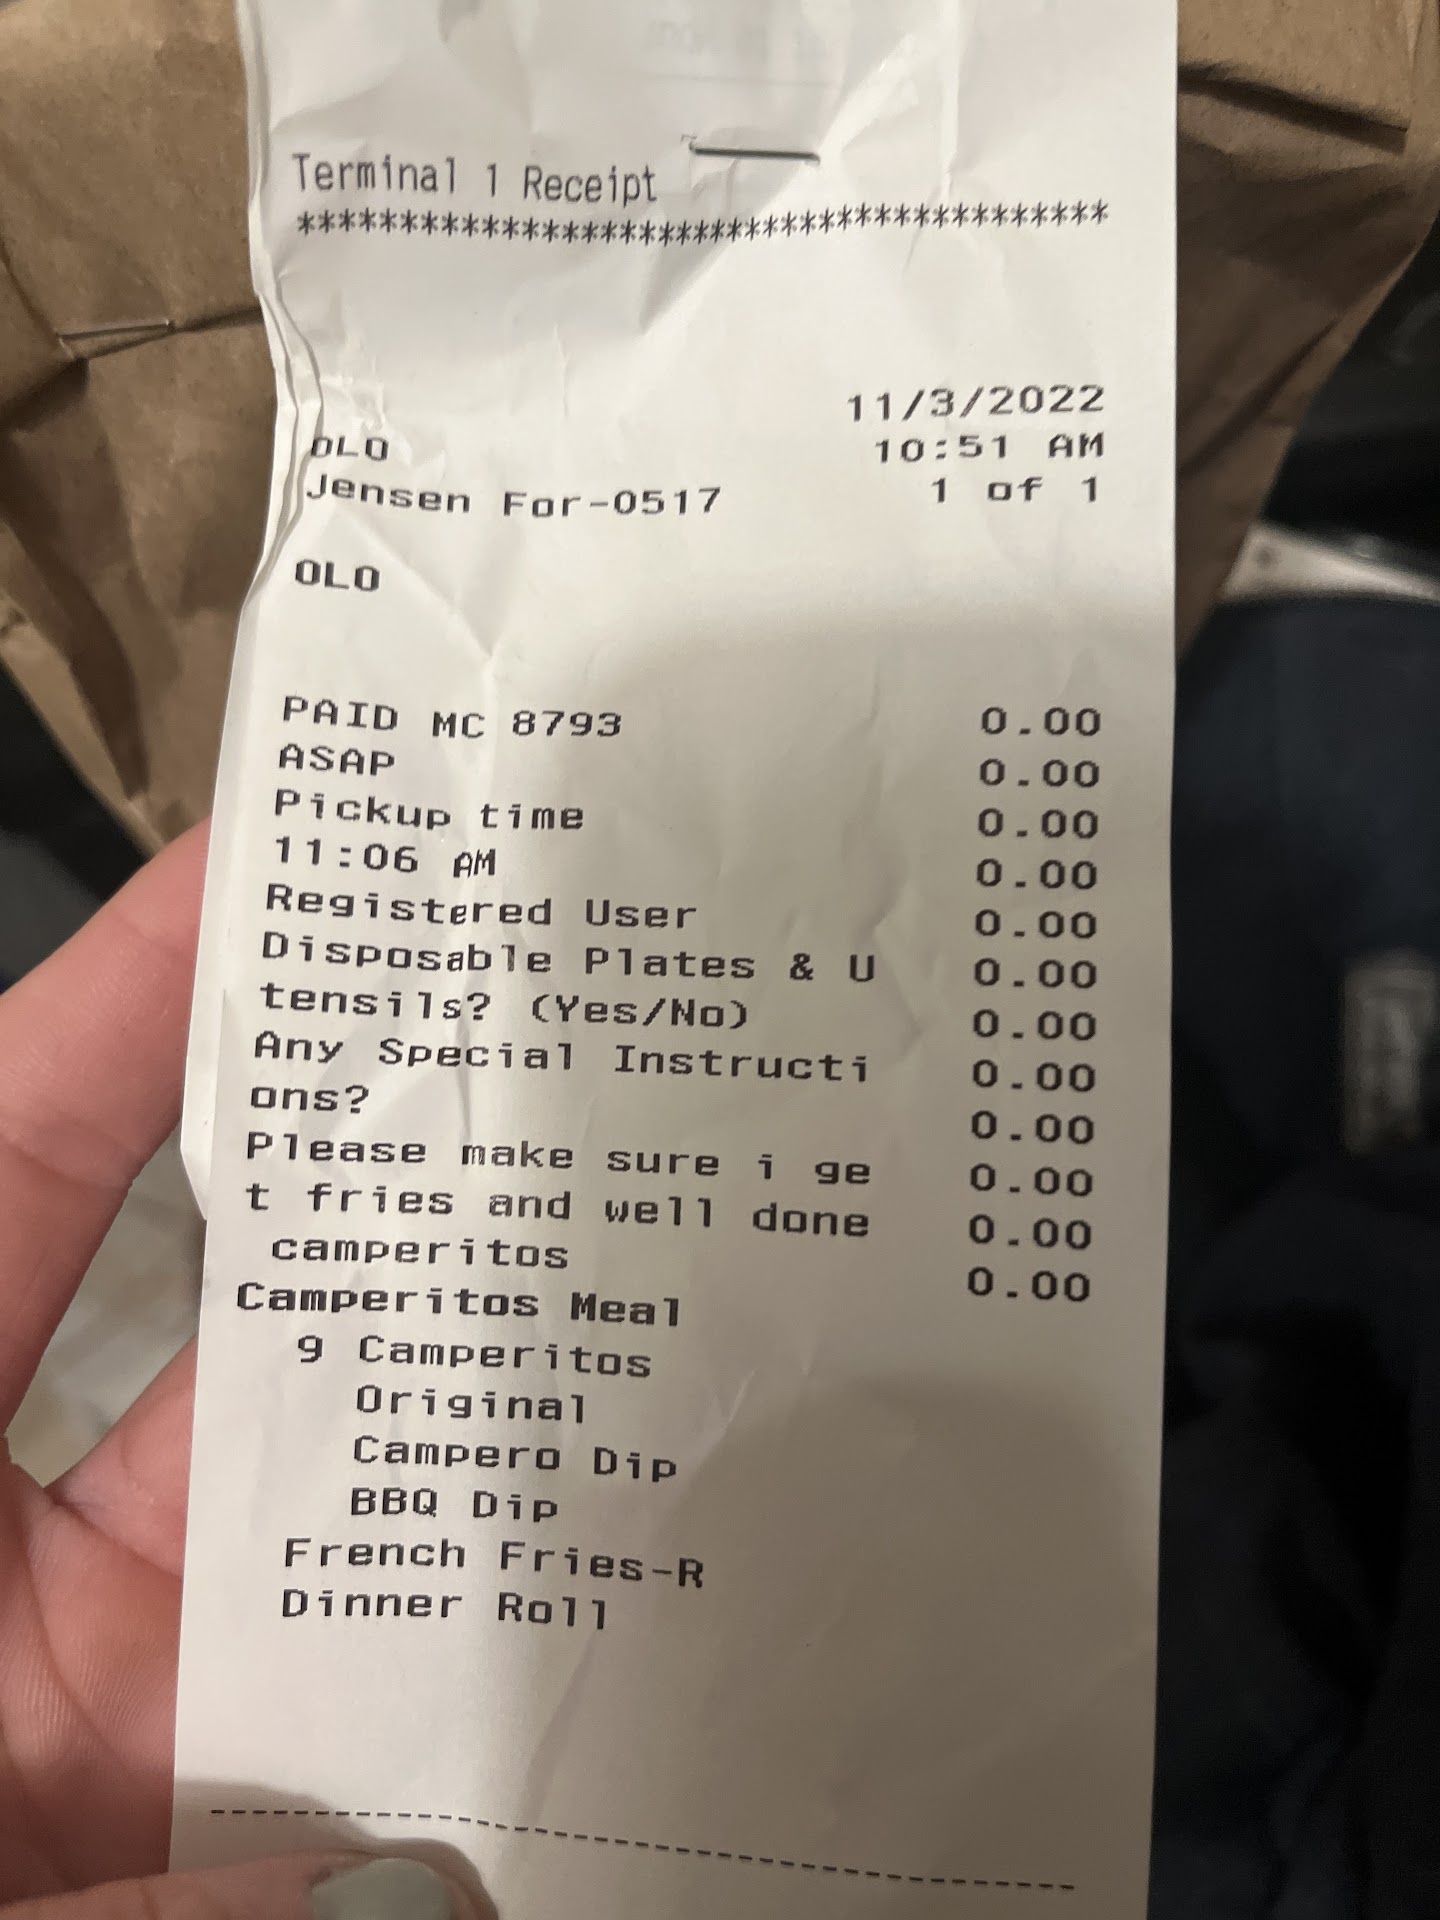 Terminal 1 Receipt
*****************************************
11/3/2022
OLO 10:51 AM
Jensen For-0517 1 of 1
OLO
PAID MC 8793 0.00
ASAP 0.00
Pickup time 0.00
11:06 AM 0.00
Registered User 0.00
Disposable Plates & U 0.00
tensils? (Yes/No) 0.00
Any Special Instructi 0.00
ons? 0.00
Please make sure i ge 0.00
t fries and well done 0.00
camperitos 0.00
Camperitos Meal
9 Camperitos
Original
Campero Dip
BBQ Dip
French Fries-R
Dinner Roll